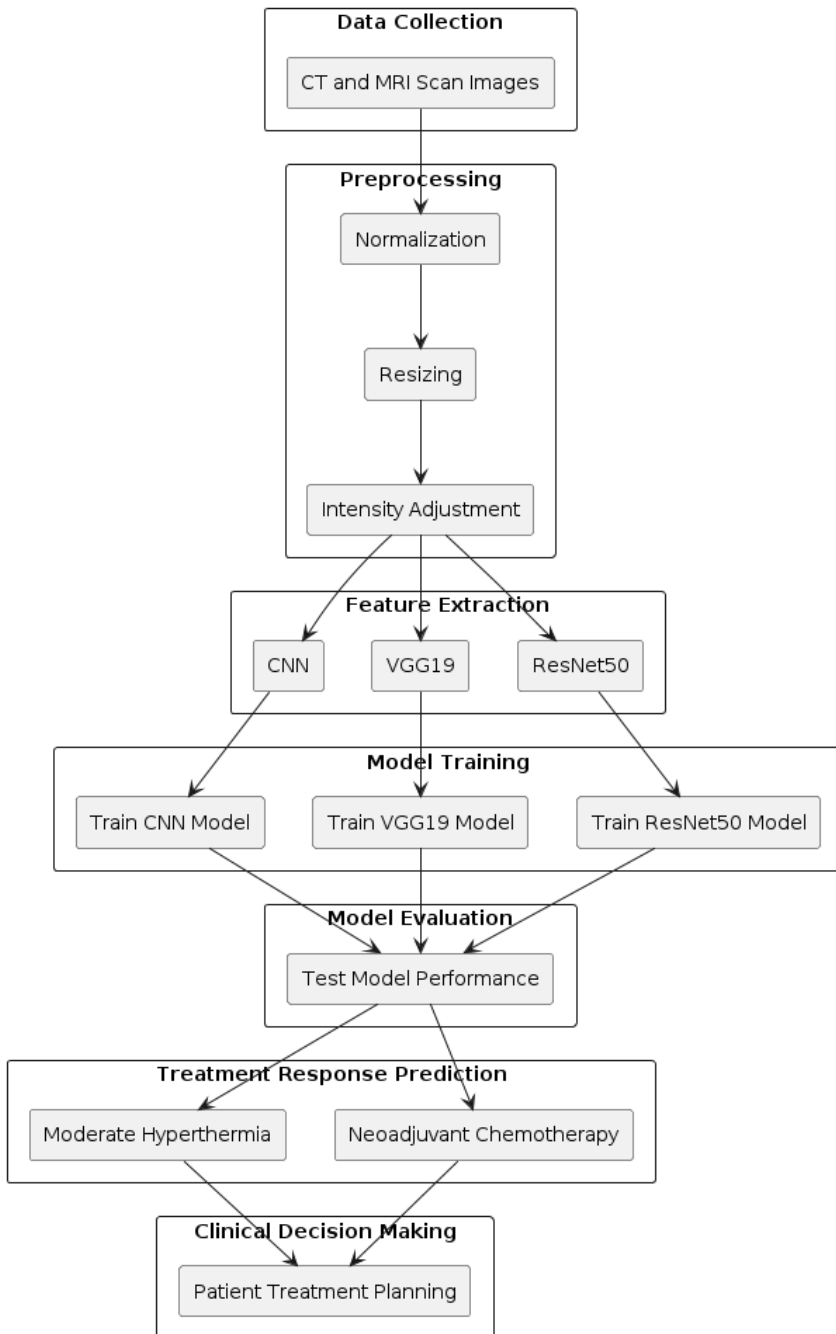 Data Collection
CT and MRI Scan Images
Preprocessing
Normalization
Resizing
Intensity Adjustment
Feature Extraction
CNN
VGG19
ResNet50
Model Training
Train CNN Model
Train VGG19 Model
Train ResNet50 Model
Model Evaluation
Test Model Performance
Treatment Response Prediction
Moderate Hyperthermia
Neoadjuvant Chemotherapy
Clinical Decision Making
Patient Treatment Planning